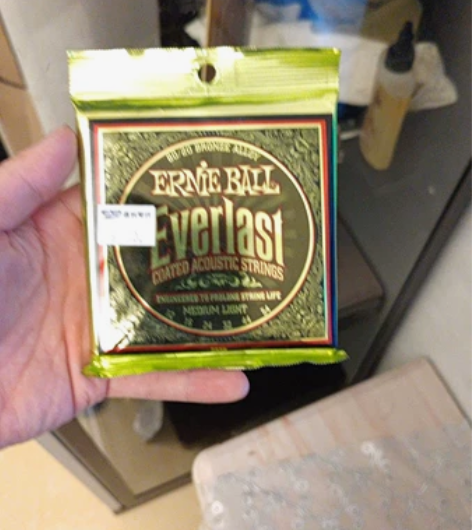 80/20 BRONZE ALLOY
ERNIE BALL
Everlast
COATED ACOUSTIC STRINGS
ENGINEERED TO PROLONG STRING LIFE
MEDIUM LIGHT